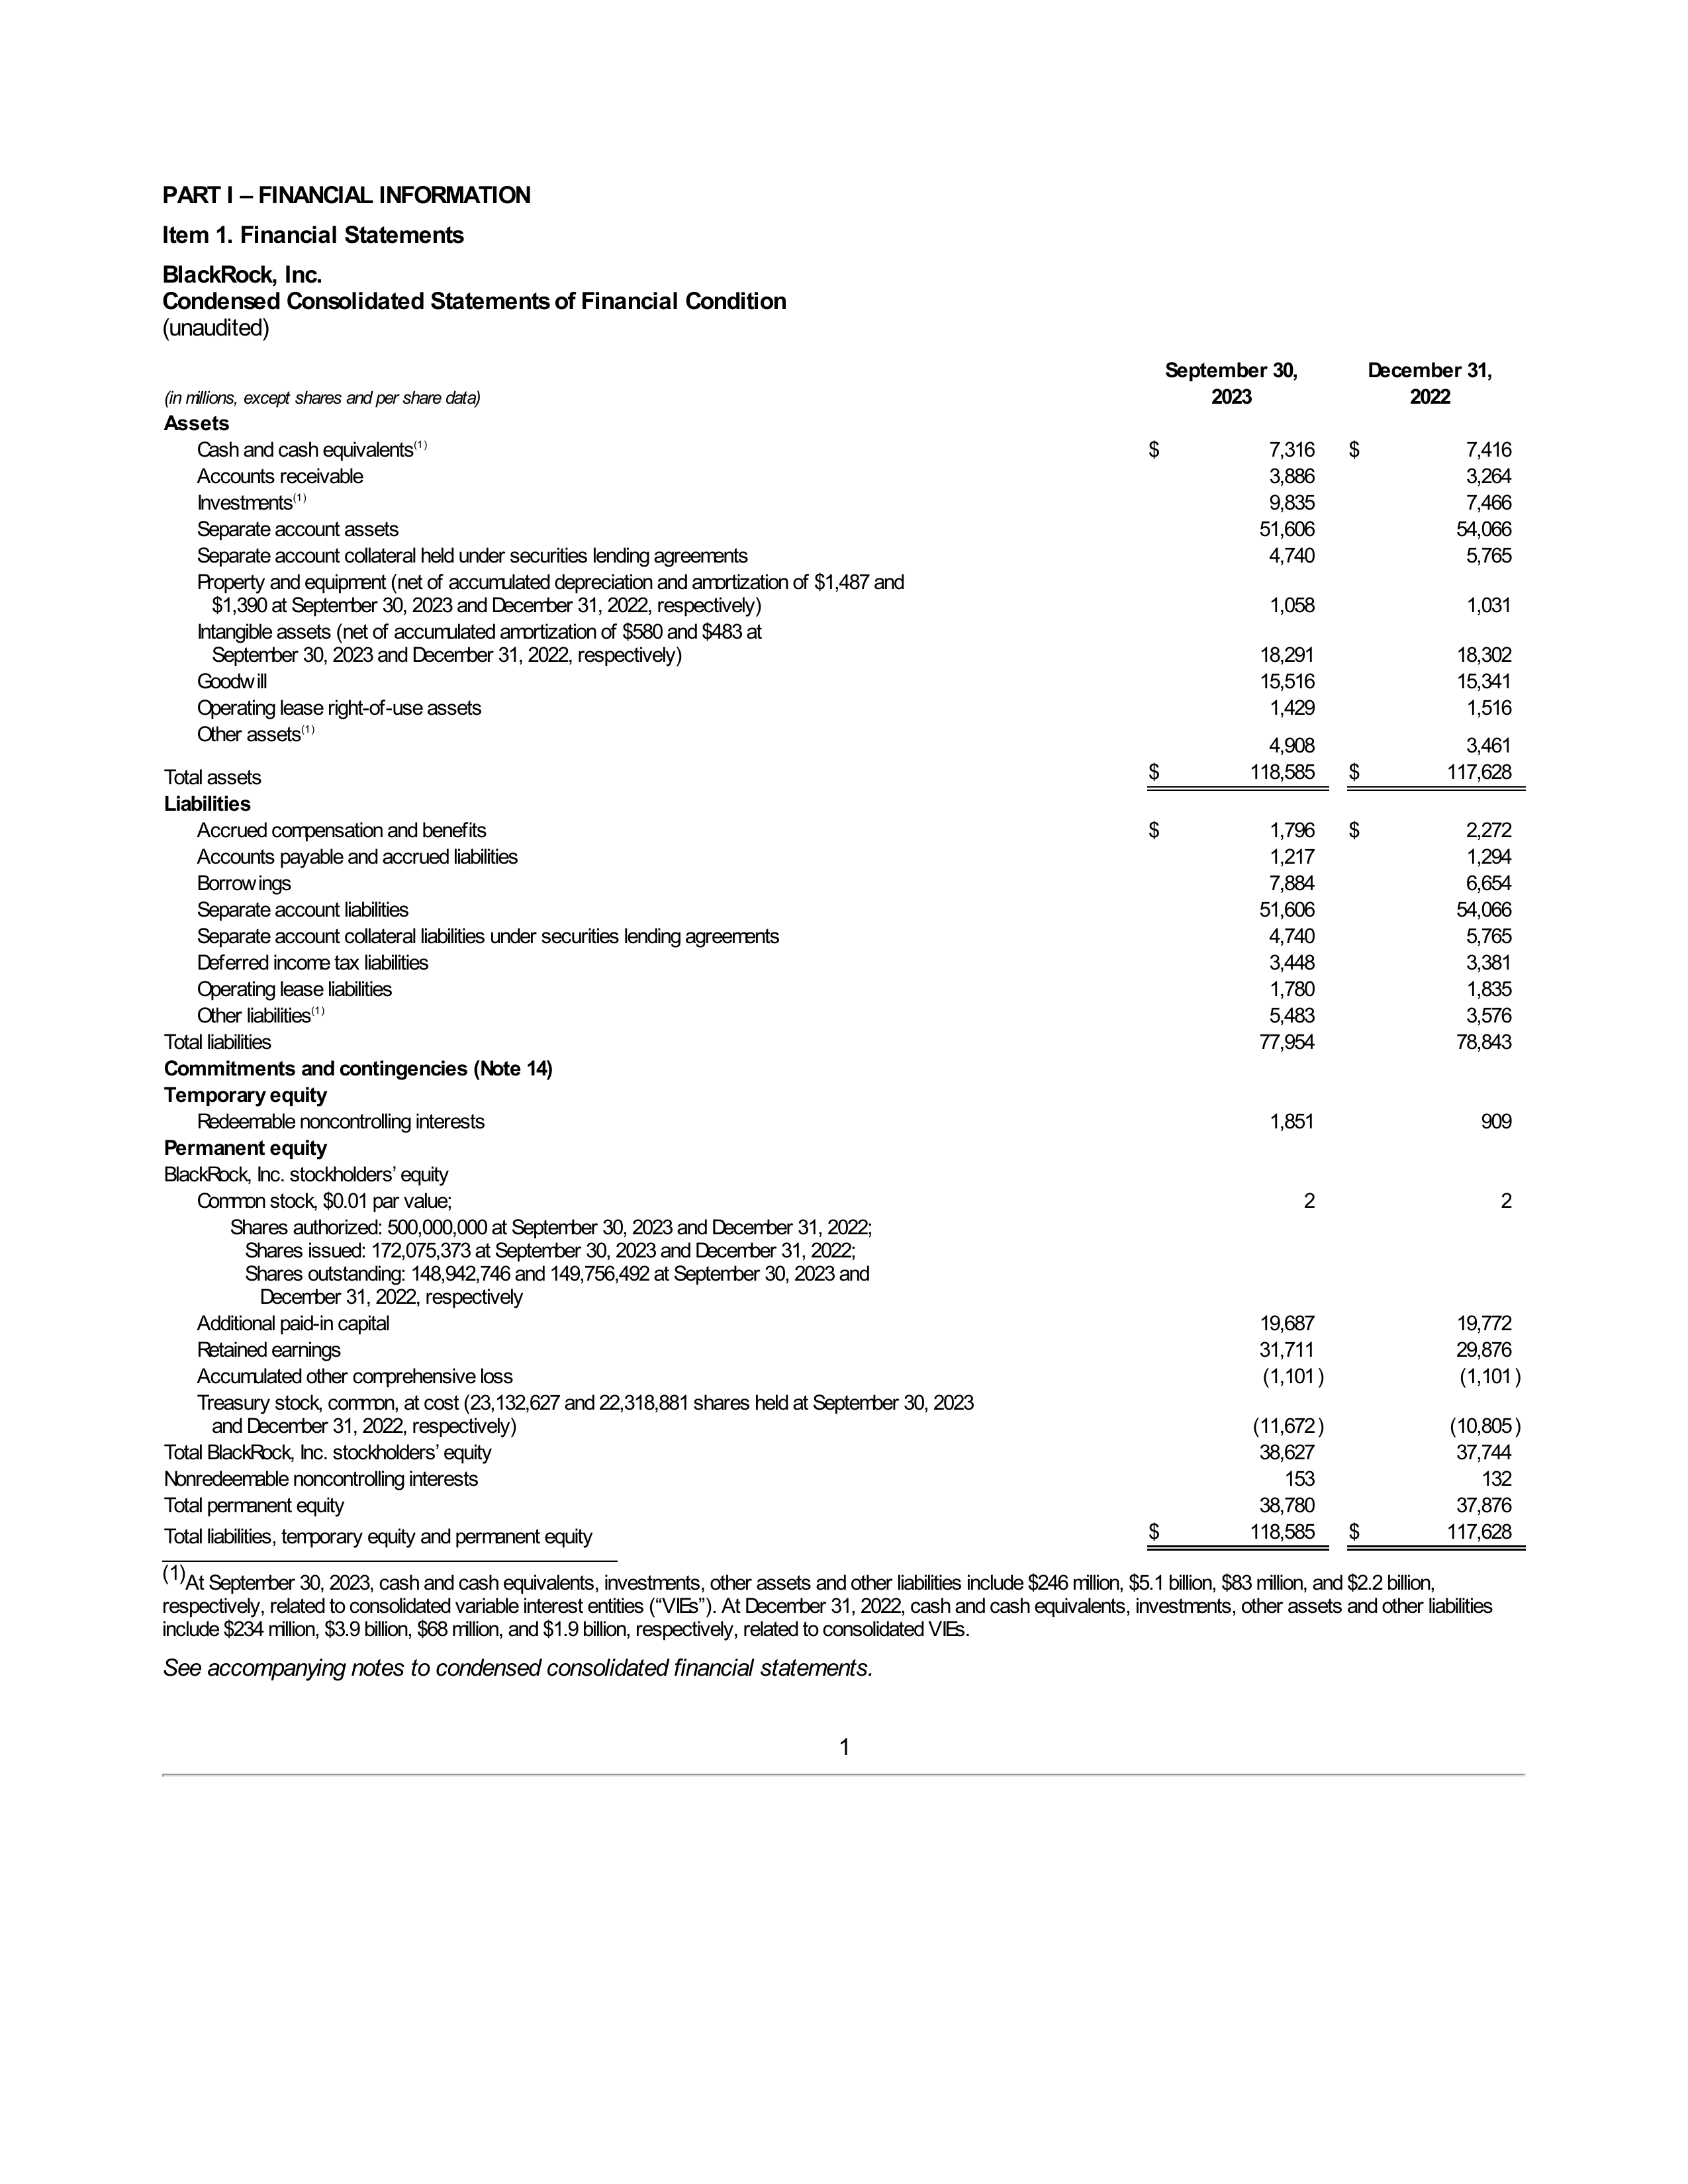 PART I – FINANCIAL INFORMATION
Item 1. Financial Statements
BlackRock, Inc.
Condensed Consolidated Statements of Financial Condition
(unaudited)
September 30, December 31,
(in millions, except shares and per share data) 2023 2022
Assets
Cash and cash equivalents(1) $ 7,316 $ 7,416
Accounts receivable 3,886 3,264
Investments(1) 9,835 7,466
Separate account assets 51,606 54,066
Separate account collateral held under securities lending agreements 4,740 5,765
Property and equipment (net of accumulated depreciation and amortization of $1,487 and
$1,390 at September 30, 2023 and December 31, 2022, respectively) 1,058 1,031
Intangible assets (net of accumulated amortization of $580 and $483 at
September 30, 2023 and December 31, 2022, respectively) 18,291 18,302
Goodwill 15,516 15,341
Operating lease right-of-use assets 1,429 1,516
Other assets(1) 4,908 3,461
Total assets $ 118,585 $ 117,628
Liabilities
Accrued compensation and benefits $ 1,796 $ 2,272
Accounts payable and accrued liabilities 1,217 1,294
Borrowings 7,884 6,654
Separate account liabilities 51,606 54,066
Separate account collateral liabilities under securities lending agreements 4,740 5,765
Deferred income tax liabilities 3,448 3,381
Operating lease liabilities 1,780 1,835
Other liabilities(1) 5,483 3,576
Total liabilities 77,954 78,843
Commitments and contingencies (Note 14)
Temporary equity
Redeemable noncontrolling interests 1,851 909
Permanent equity
BlackRock, Inc. stockholders’ equity
Common stock, $0.01 par value; 2 2
Shares authorized: 500,000,000 at September 30, 2023 and December 31, 2022;
Shares issued: 172,075,373 at September 30, 2023 and December 31, 2022;
Shares outstanding: 148,942,746 and 149,756,492 at September 30, 2023 and
December 31, 2022, respectively
Additional paid-in capital 19,687 19,772
Retained earnings 31,711 29,876
Accumulated other comprehensive loss (1,101) (1,101)
Treasury stock, common, at cost (23,132,627 and 22,318,881 shares held at September 30, 2023
and December 31, 2022, respectively) (11,672) (10,805)
Total BlackRock, Inc. stockholders’ equity 38,627 37,744
Nonredeemable noncontrolling interests 153 132
Total permanent equity 38,780 37,876
Total liabilities, temporary equity and permanent equity $ 118,585 $ 117,628
(1)At September 30, 2023, cash and cash equivalents, investments, other assets and other liabilities include $246 million, $5.1 billion, $83 million, and $2.2 billion,
respectively, related to consolidated variable interest entities (“VIEs”). At December 31, 2022, cash and cash equivalents, investments, other assets and other liabilities
include $234 million, $3.9 billion, $68 million, and $1.9 billion, respectively, related to consolidated VIEs.
See accompanying notes to condensed consolidated financial statements.
1